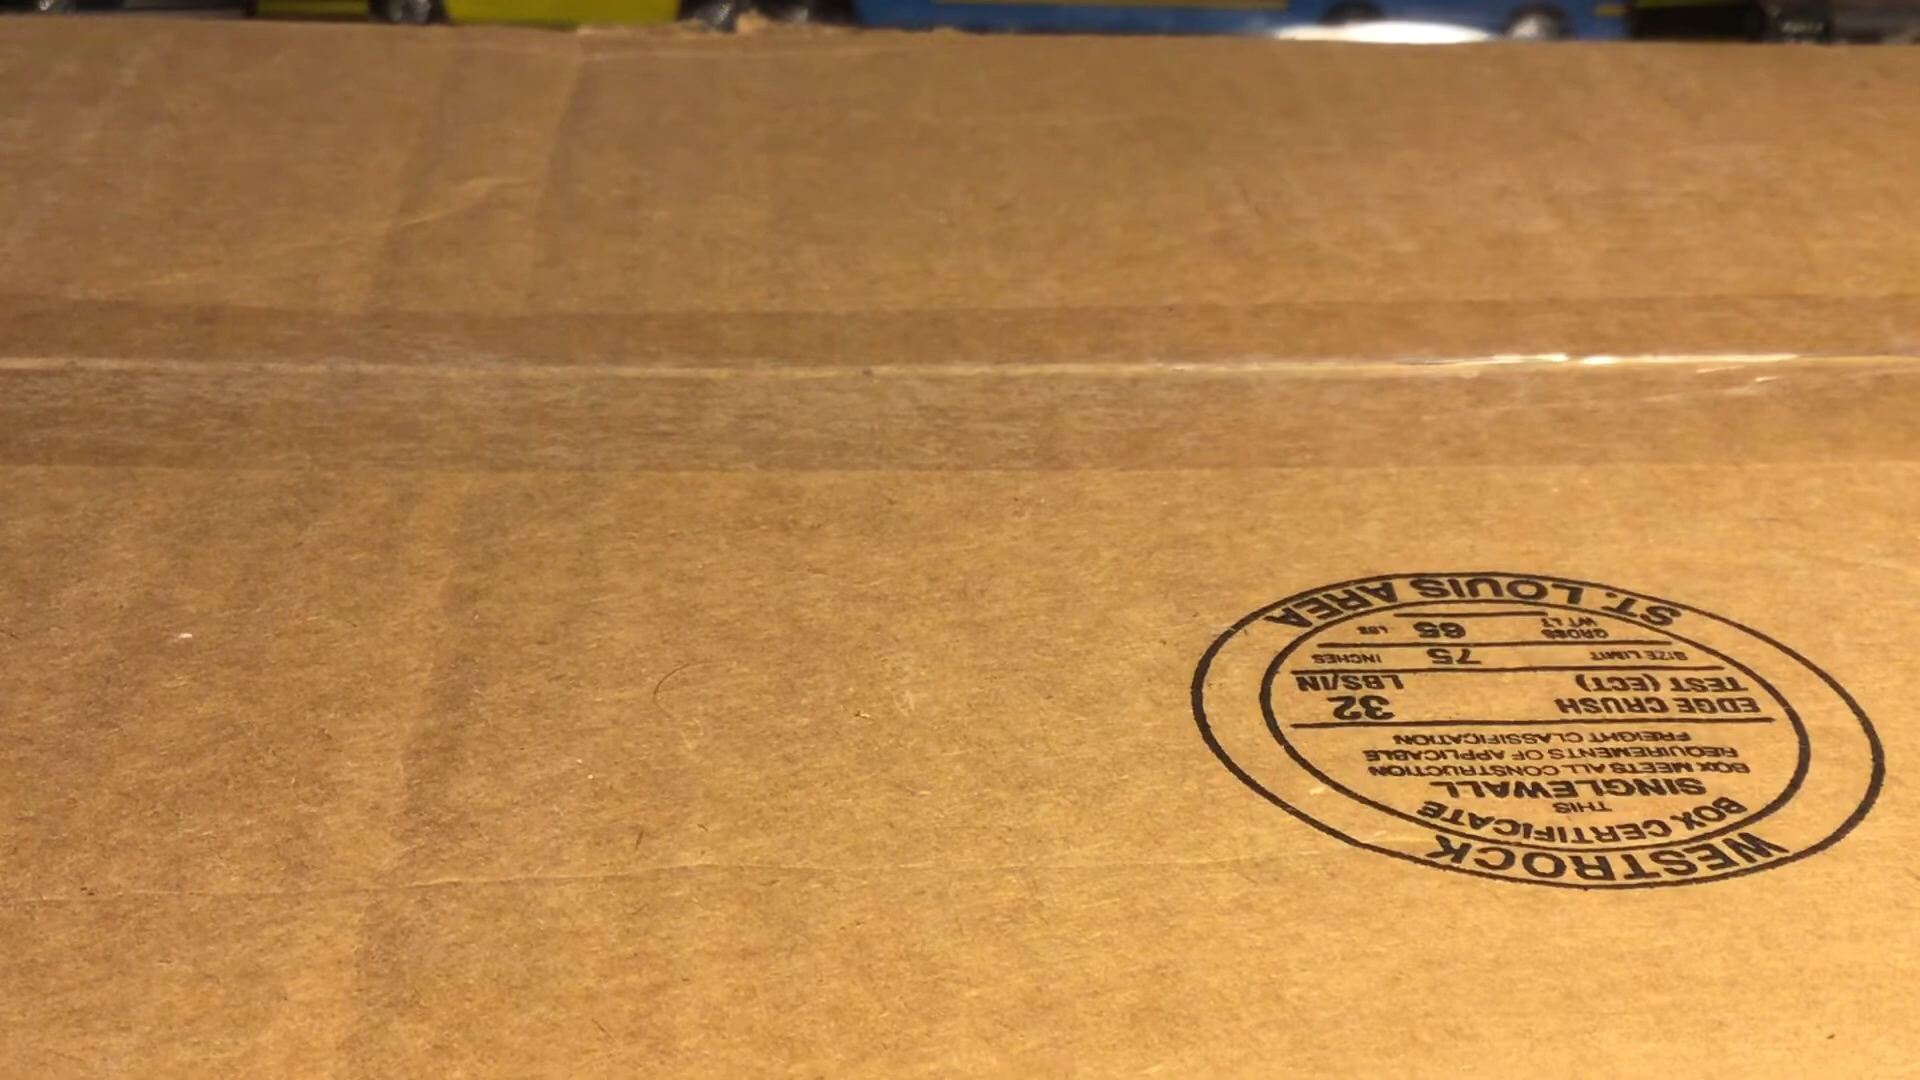 WESTROCK
BOX CERTIFICATE
THIS
SINGLEWALL
BOX MEETS ALL CONSTRUCTION
REQUIREMENTS OF APPLICABLE
FREIGHT CLASSIFICATION
EDGE CRUSH
TEST (ECT) 32 LBS/IN
SIZE LIMIT 75 INCHES
GROSS
WT LT 65 LBS
ST. LOUIS AREA